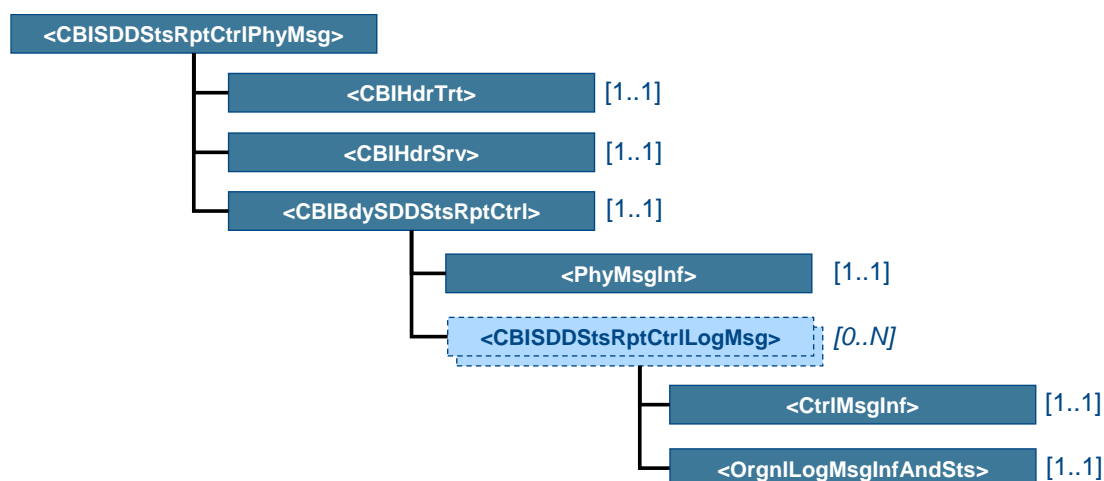 <CBISDDStsRptCtrlPhyMsg>
<CBIHdrTrt> [1..1]
<CBIHdrSrv> [1..1]
<CBIBdySDDStsRptCtrl> [1..1]
<PhyMsgInf> [1..1]
<CBISDDStsRptCtrlLogMsg> [0..N]
<CtrlMsgInf> [1..1]
<OrgnlLogMsgInfAndSts> [1..1]